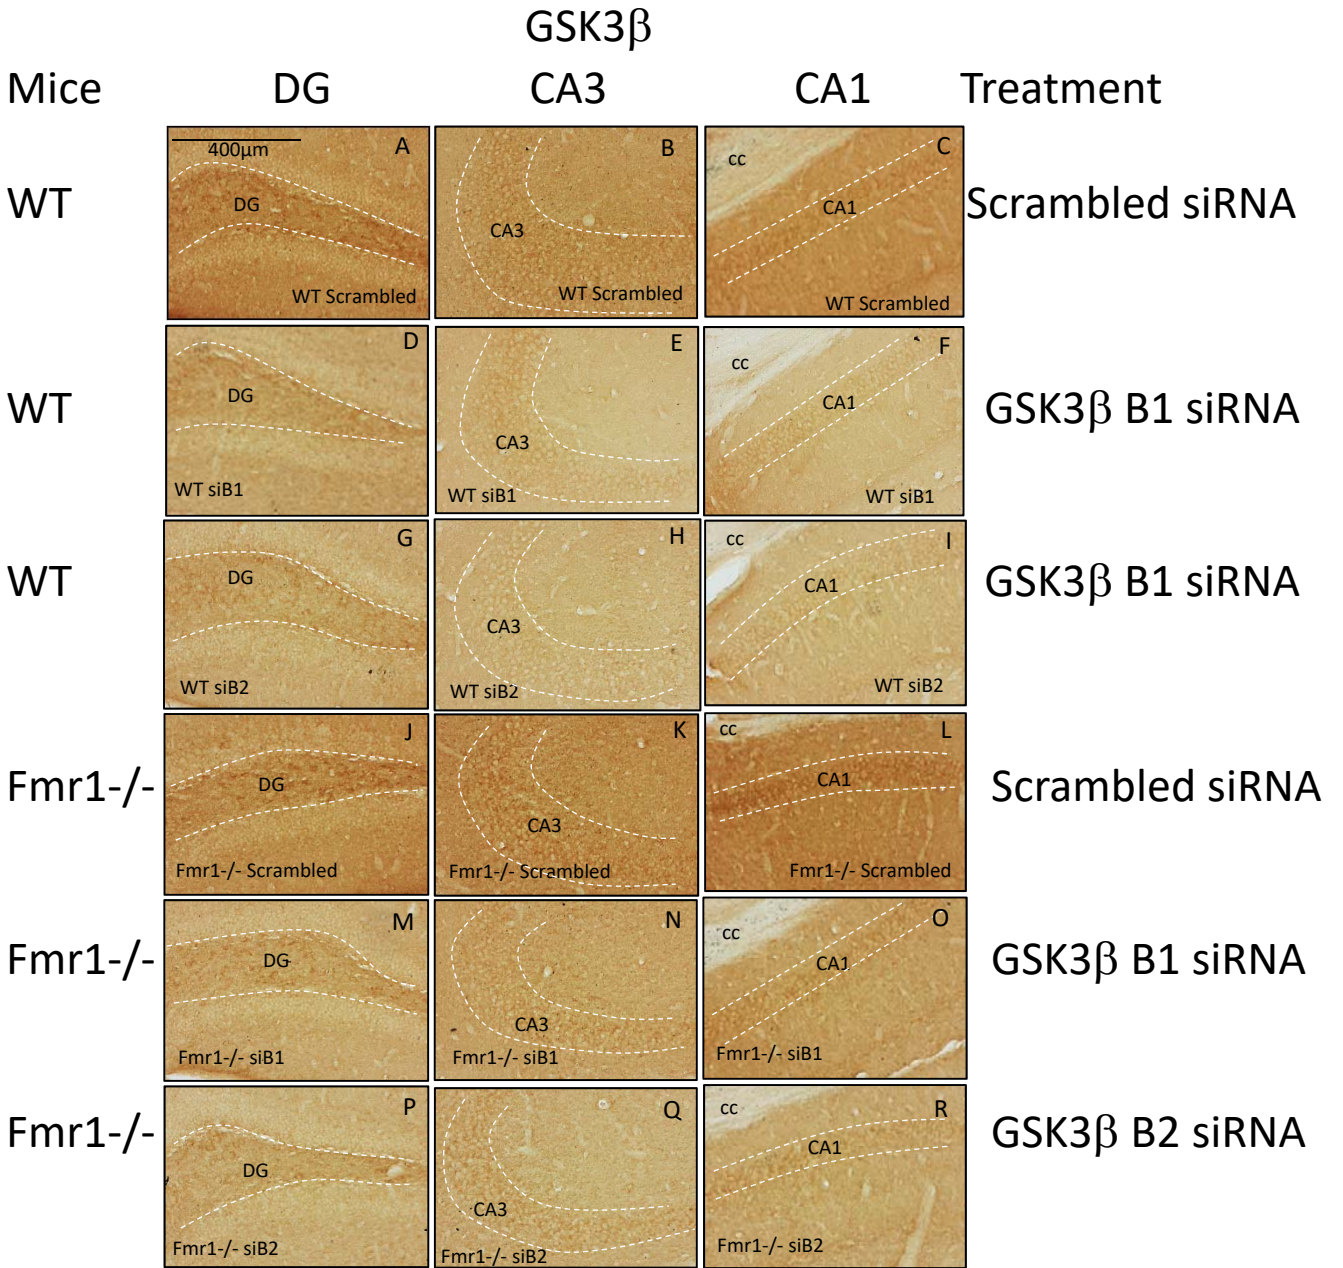 GSK3β
Mice DG CA3 CA1 Treatment
WT
400μm
A
DG
WT Scrambled
B
CA3
WT Scrambled
C
cc
CA1
WT Scrambled
Scrambled siRNA
WT
D
DG
WT siB1
E
CA3
WT siB1
F
cc
CA1
WT siB1
GSK3β B1 siRNA
WT
G
DG
WT siB2
H
CA3
WT siB2
I
cc
CA1
WT siB2
GSK3β B1 siRNA
Fmr1-/-
J
DG
Fmr1-/- Scrambled
K
CA3
Fmr1-/- Scrambled
L
cc
CA1
Fmr1-/- Scrambled
Scrambled siRNA
Fmr1-/-
M
DG
Fmr1-/- siB1
N
CA3
Fmr1-/- siB1
O
cc
CA1
Fmr1-/- siB1
GSK3β B1 siRNA
Fmr1-/-
P
DG
Fmr1-/- siB2
Q
CA3
Fmr1-/- siB2
R
cc
CA1
Fmr1-/- siB2
GSK3β B2 siRNA